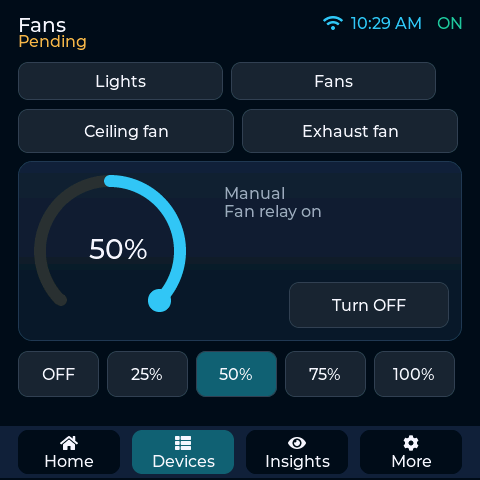 Fans
10:29 AM ON
Pending
Lights Fans
Ceiling fan Exhaust fan
Manual
Fan relay on
50%
Turn OFF
OFF 25% 50% 75% 100%
Home Devices Insights More